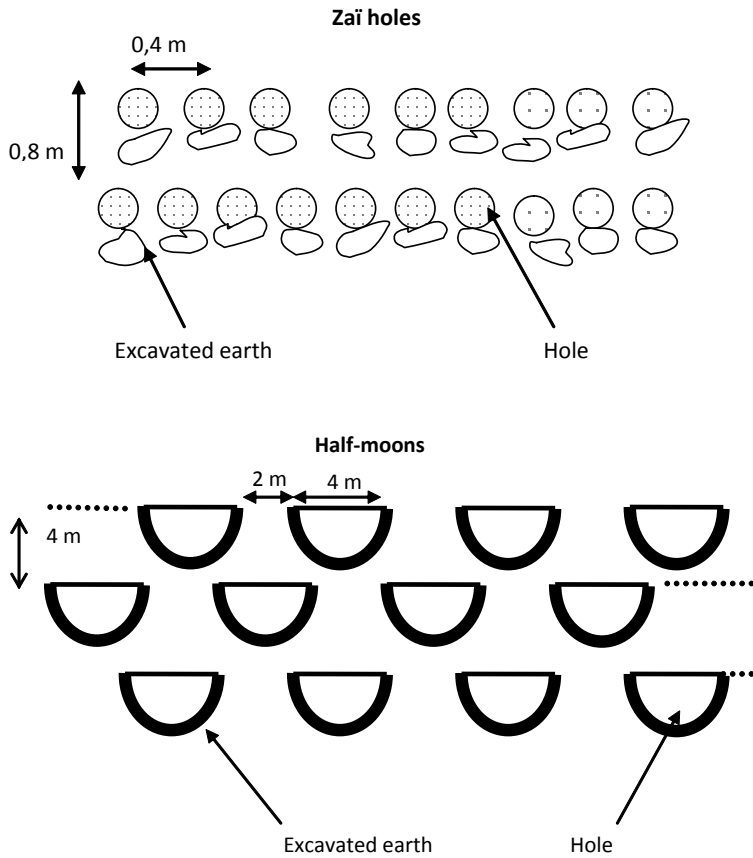 Zaï holes
0,4 m
0,8 m
Excavated earth
Hole
Half-moons
2 m
4 m
4 m
Excavated earth
Hole